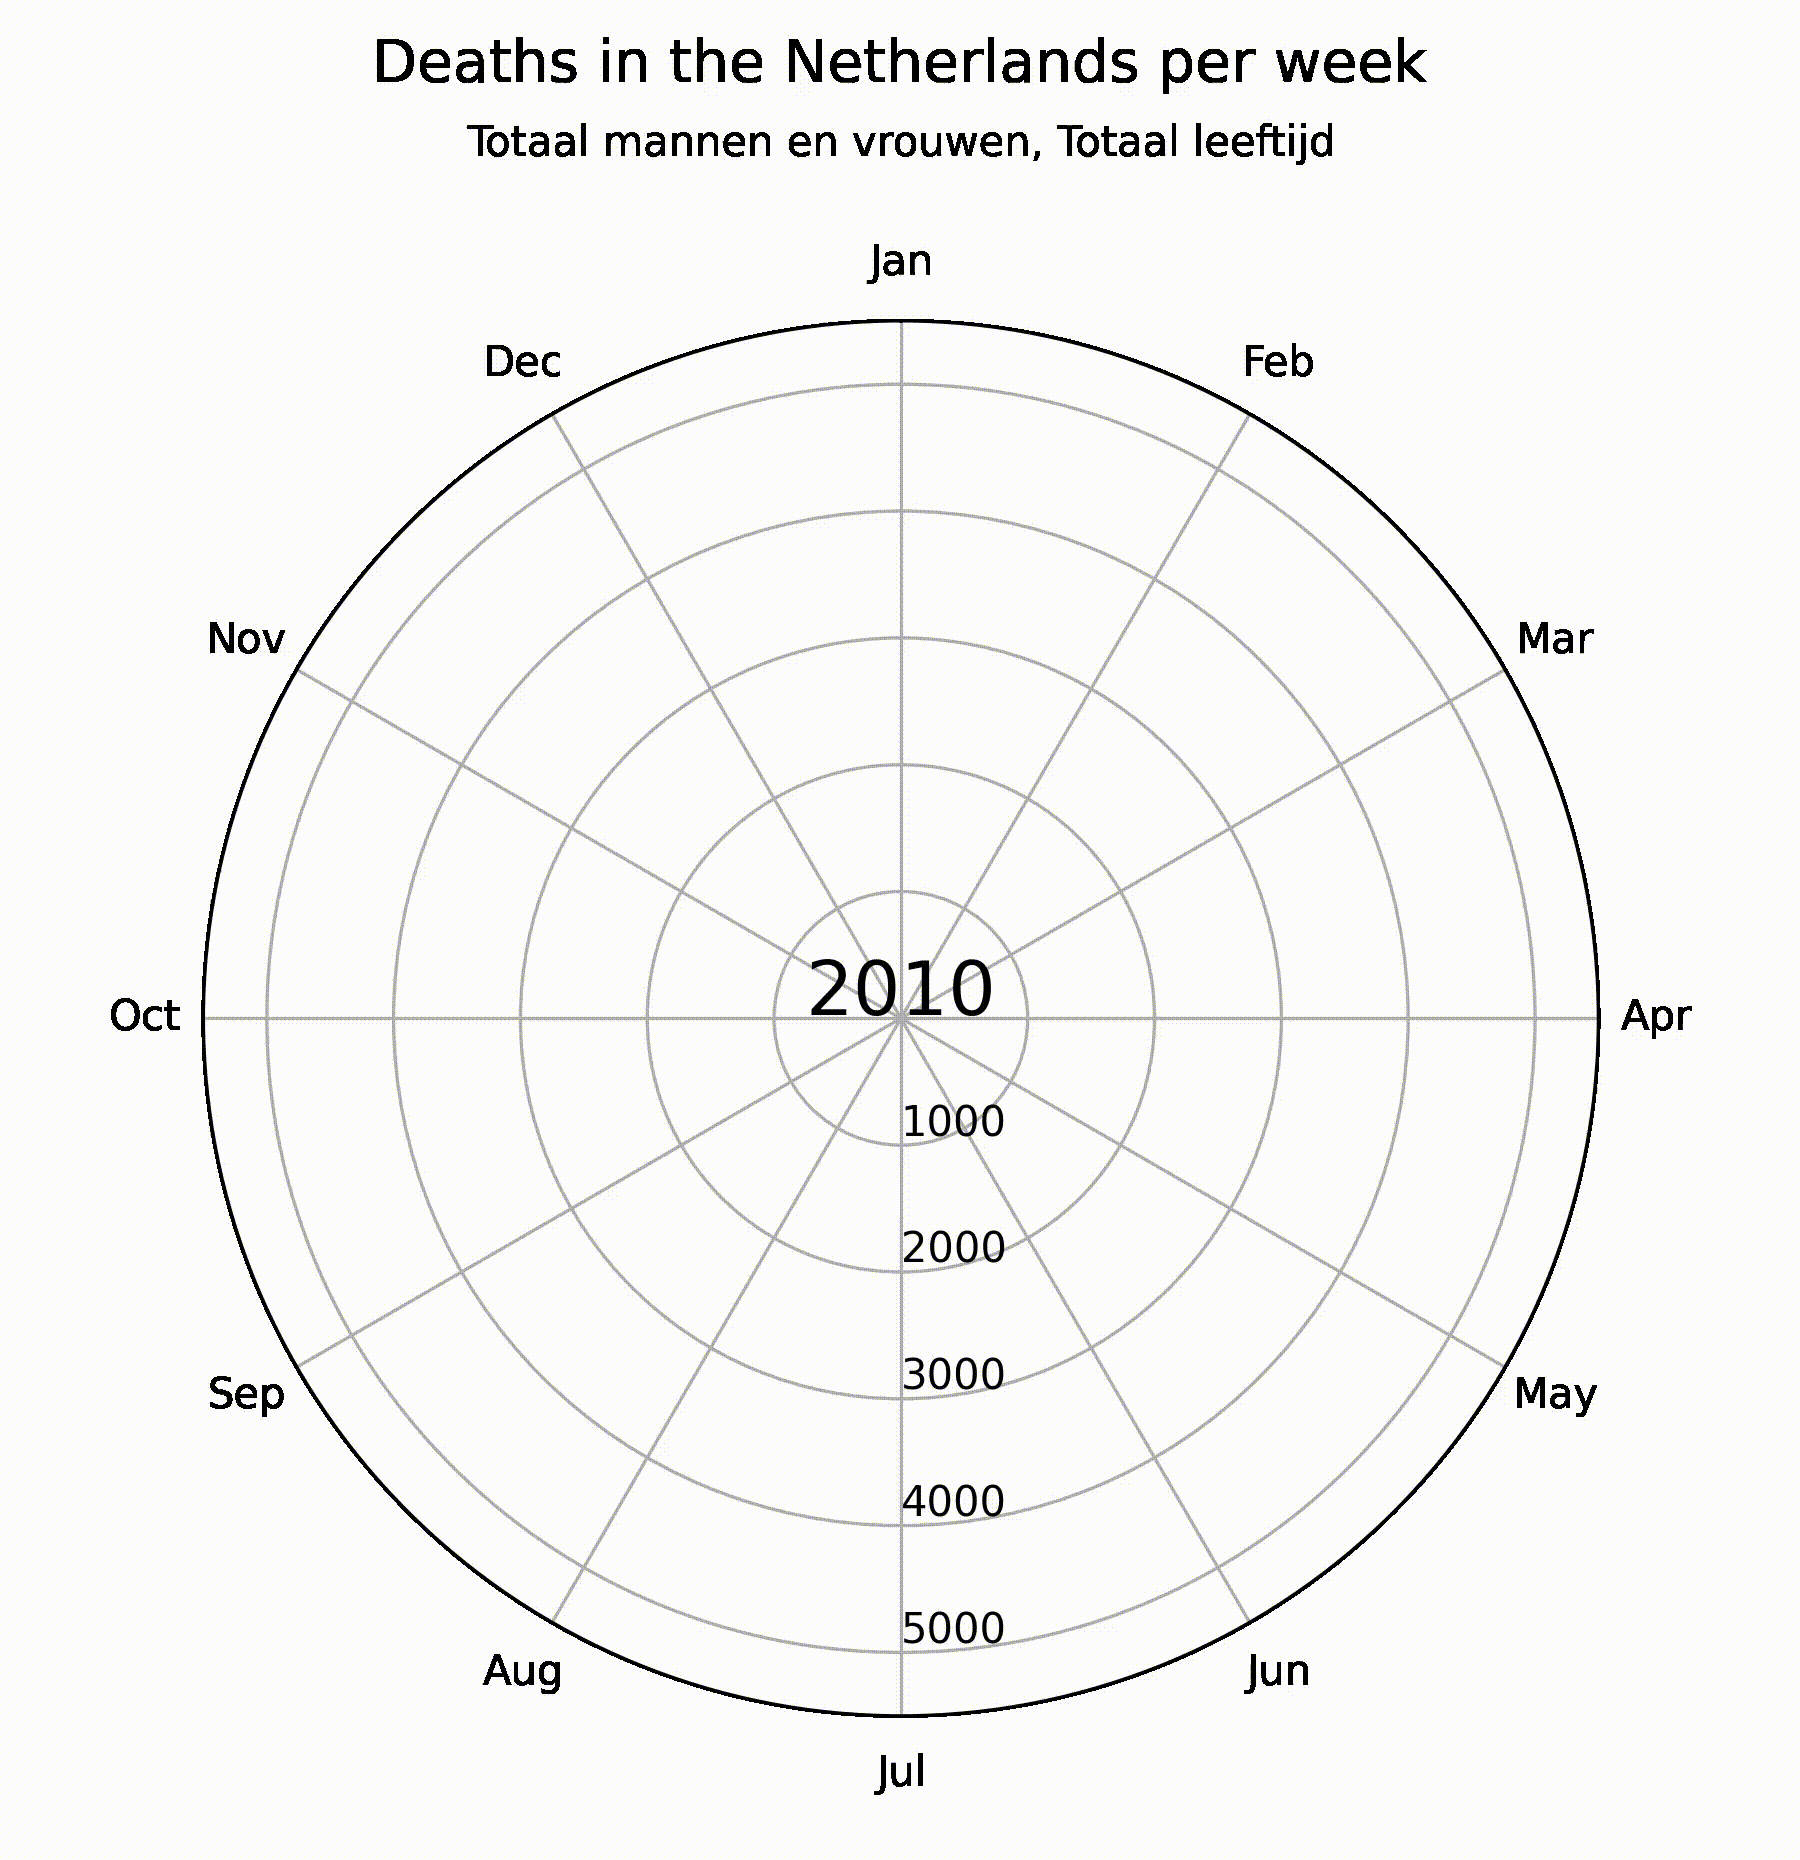 Deaths in the Netherlands per week
Totaal mannen en vrouwen, Totaal leeftijd
Jan
Dec
Feb
Nov
Mar
2010
Oct
Apr
1000
2000
3000
Sep
May
4000
5000
Aug
Jun
Jul